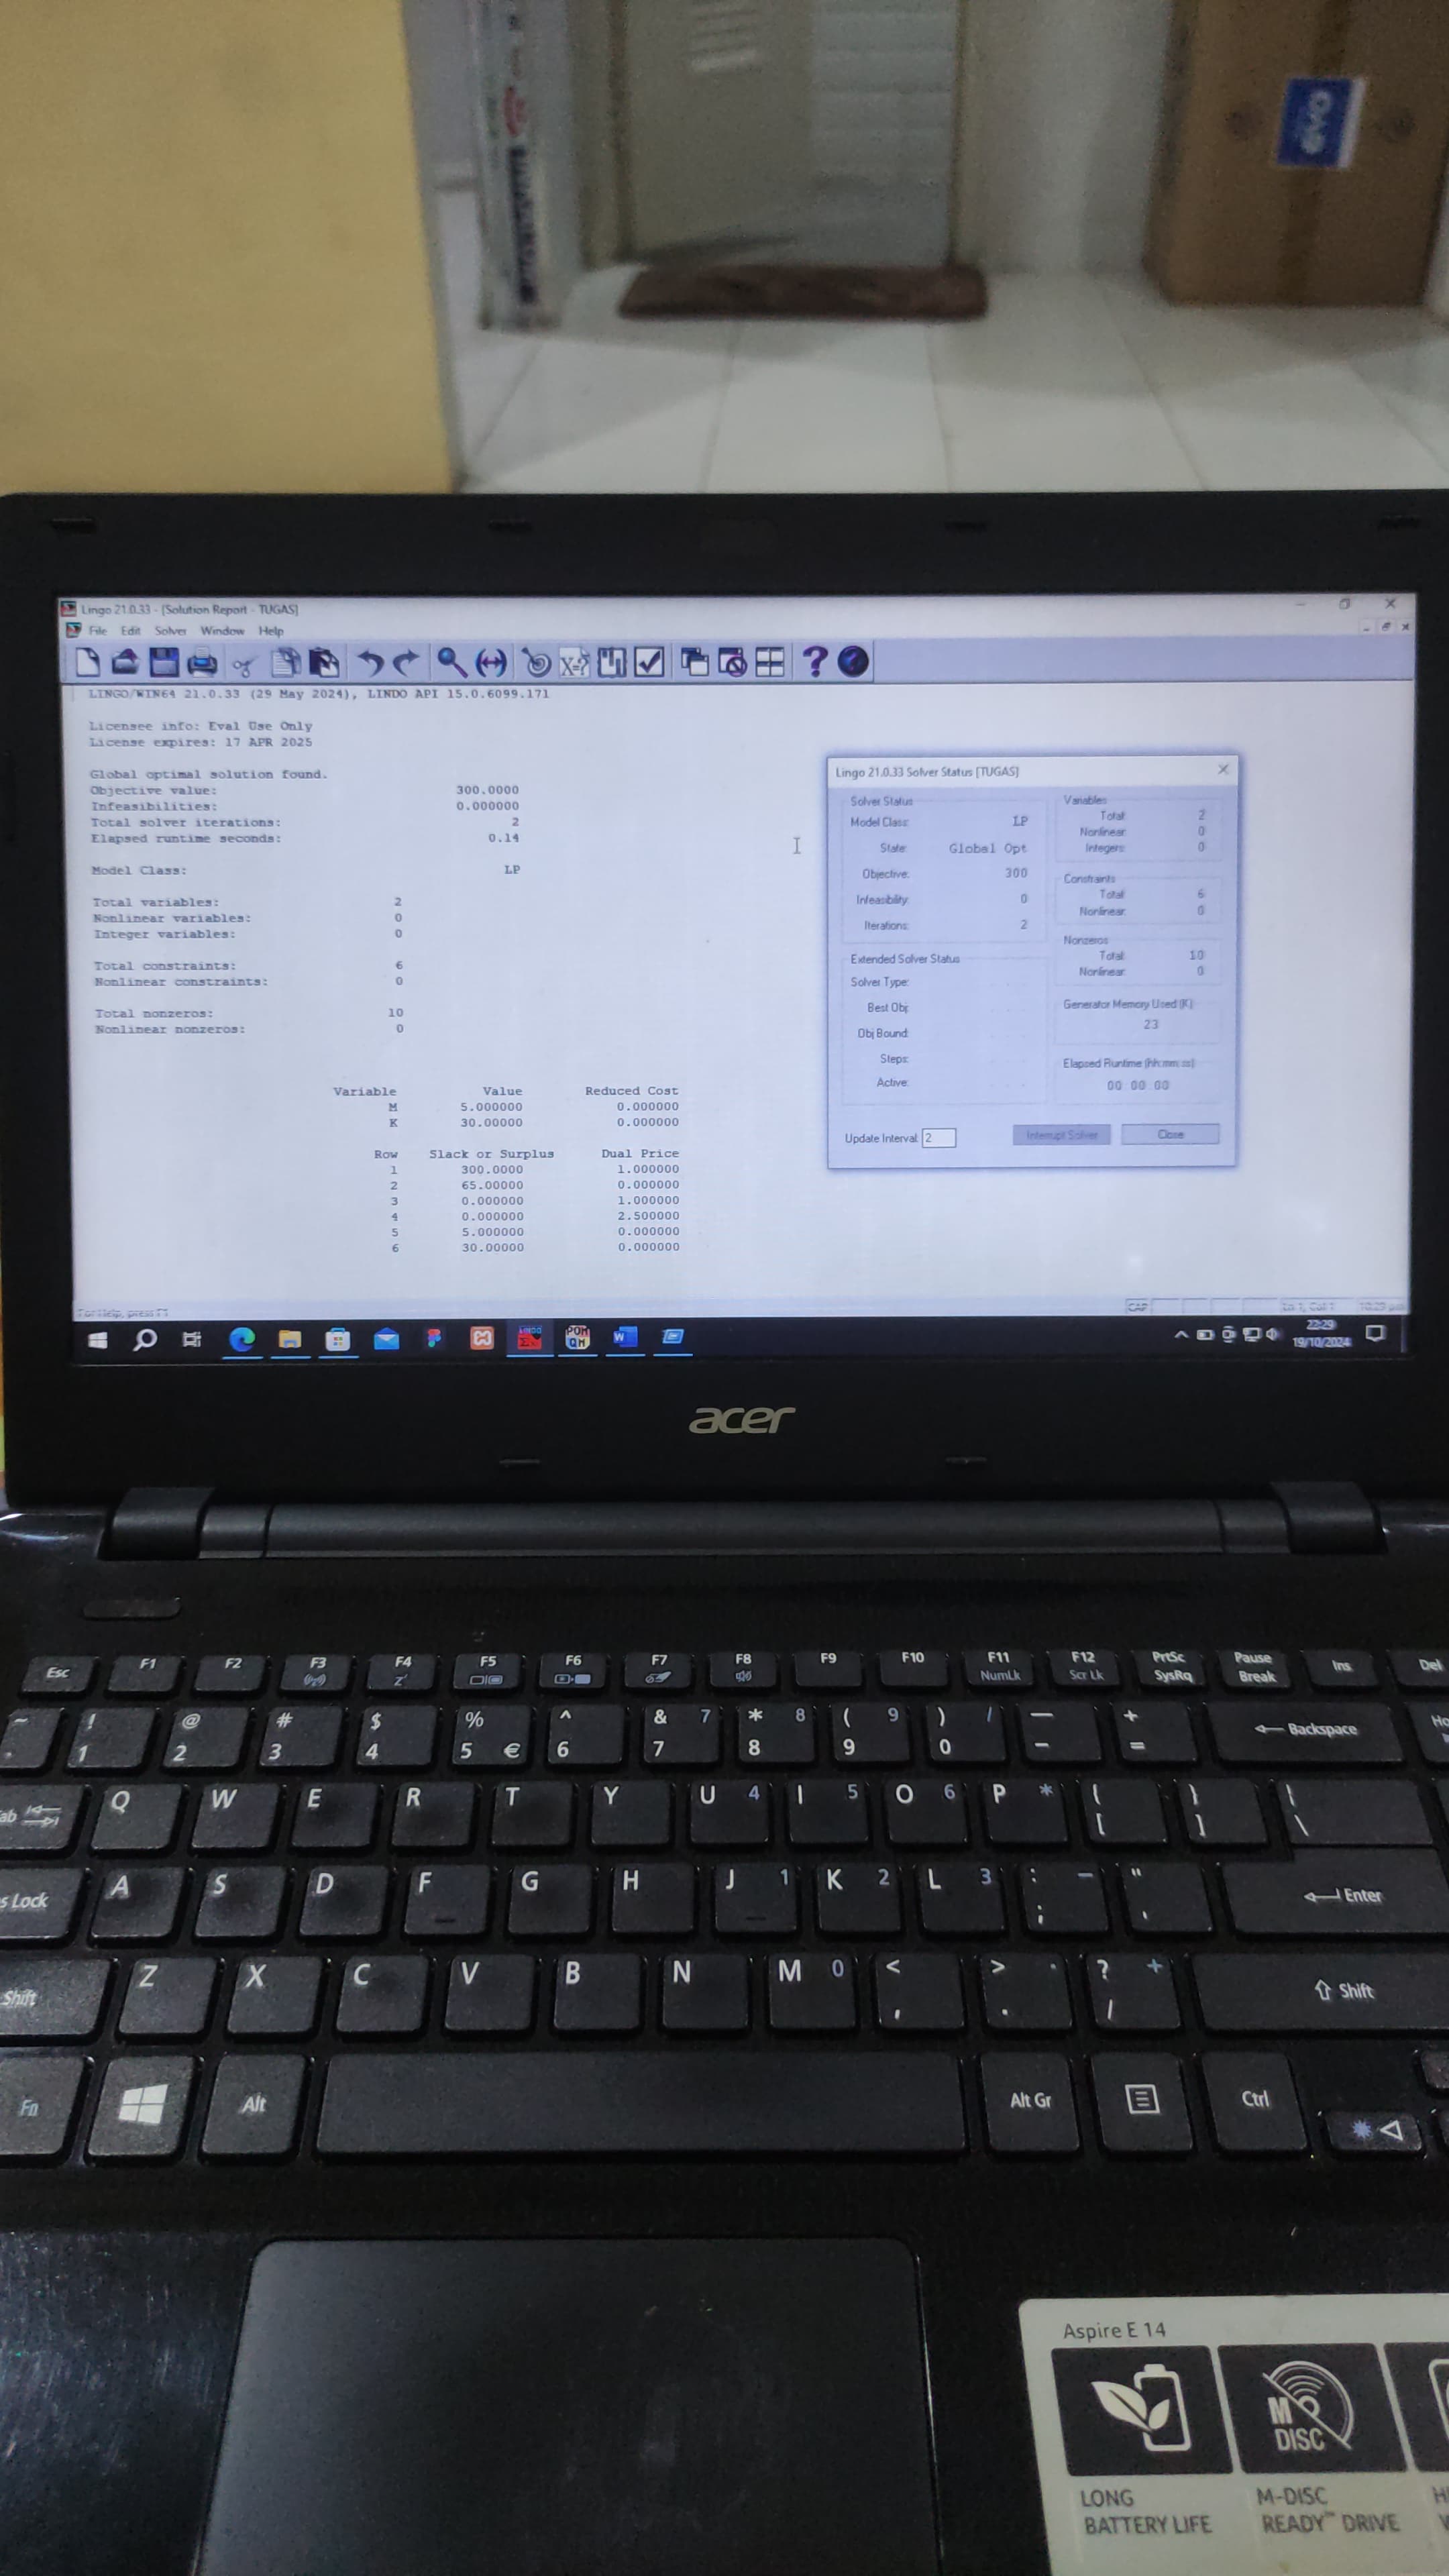 evo
Lingo 21.0.33 - [Solution Report - TUGAS]
File Edit Solver Window Help
LINGO/WIN64 21.0.33 (29 May 2024), LINDO API 15.0.6099.171
Licensee info: Eval Use Only
License expires: 17 APR 2025
Global optimal solution found.
Objective value: 300.0000
Infeasibilities: 0.000000
Total solver iterations: 2
Elapsed runtime seconds: 0.14
Model Class: LP
Total variables: 2
Nonlinear variables: 0
Integer variables: 0
Total constraints: 6
Nonlinear constraints: 0
Total nonzeros: 10
Nonlinear nonzeros: 0
Variable Value Reduced Cost
M 5.000000 0.000000
K 30.00000 0.000000
Row Slack or Surplus Dual Price
1 300.0000 1.000000
2 65.00000 0.000000
3 0.000000 1.000000
4 0.000000 2.500000
5 5.000000 0.000000
6 30.00000 0.000000
Lingo 21.0.33 Solver Status [TUGAS]
Solver Status
Model Class: LP
State: Global Opt
Objective: 300
Infeasibility: 0
Iterations: 2
Extended Solver Status
Solver Type:
Best Obj:
Obj Bound:
Steps:
Active:
Variables
Total: 2
Nonlinear: 0
Integers: 0
Constraints
Total: 6
Nonlinear: 0
Nonzeros
Total: 10
Nonlinear: 0
Generator Memory Used (K)
23
Elapsed Runtime (hh:mm:ss)
00 00 00
Update Interval: 2 Interrupt Solver Close
For Help, press F1
CAP Ln 1, Col 1
22:29
19/10/2024
acer
Esc F1 F2 F3 F4 F5 F6 F7 F8 F9 F10 F11 F12 PrtSc Pause Ins Del
NumLk Scr Lk SysRq Break
~ ! @ # $ % ^ & 7 * 8 ( 9 ) / — +
1 2 3 4 5 € 6 7 8 9 0 - = Backspace
Q W E R T Y U 4 I 5 O 6 P * { } |
[ ] \
s Lock A S D F G H J 1 K 2 L 3 : - " Enter
; '
Shift Z X C V B N M 0 < > . ? + Shift
, . /
Fn Alt Alt Gr Ctrl
Aspire E 14
M DISC
LONG
BATTERY LIFE
M-DISC
READY™ DRIVE